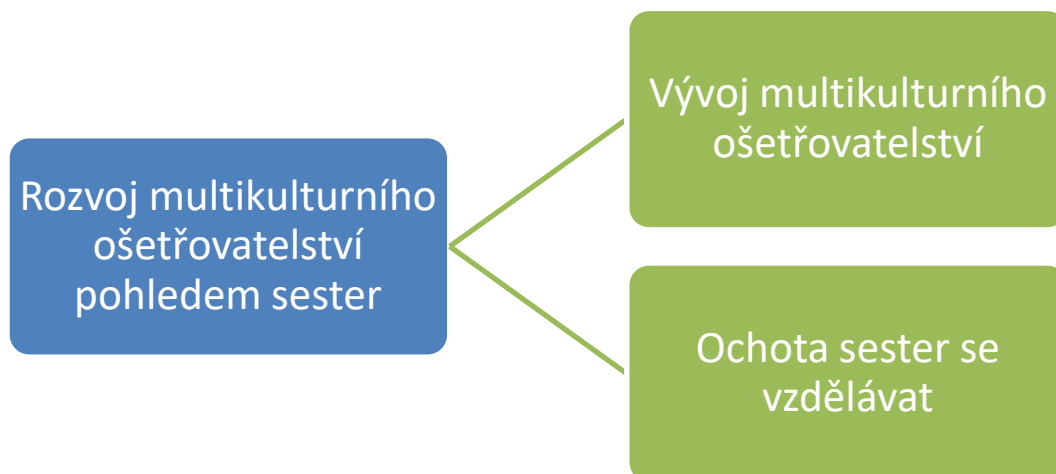 Rozvoj multikulturního
ošetřovatelství
pohledem sester
Vývoj multikulturního
ošetřovatelství
Ochota sester se
vzdělávat